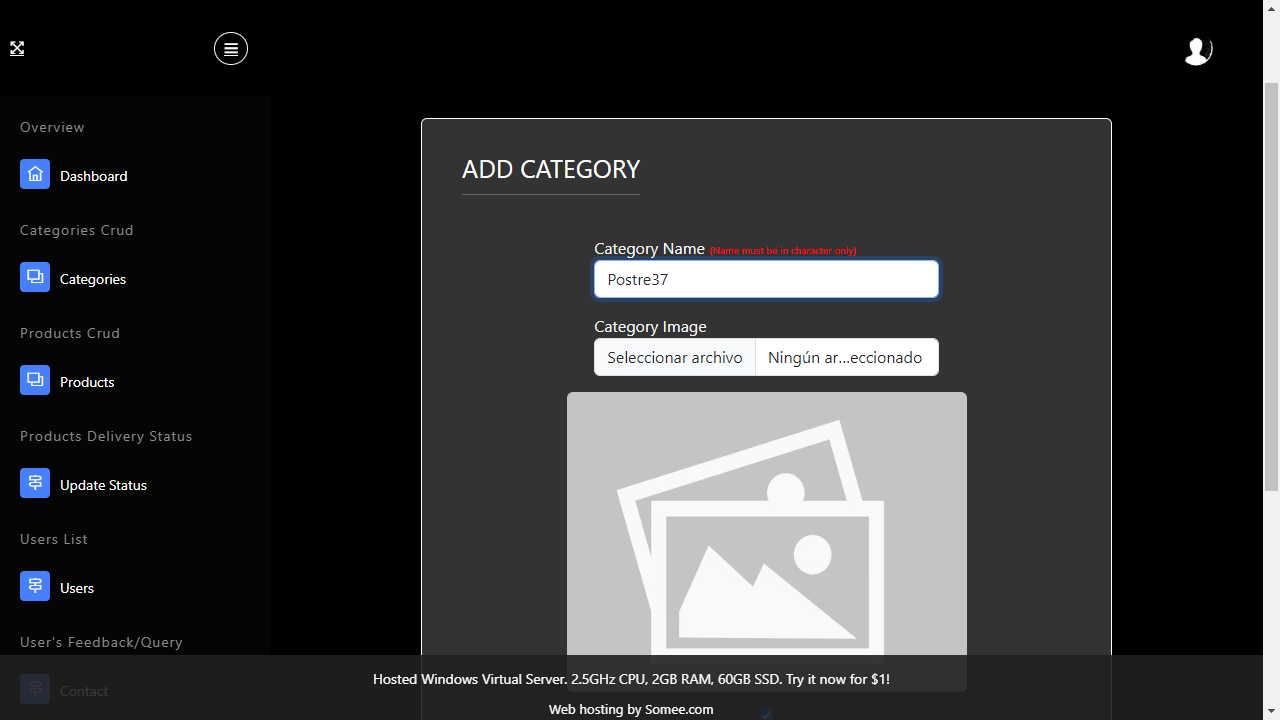 Overview
Dashboard
Categories Crud
Categories
Products Crud
Products
Products Delivery Status
Update Status
Users List
Users
User's Feedback/Query
Contact
ADD CATEGORY
Category Name (Name must be in character only)
Postre37
Category Image
Seleccionar archivo Ningún ar...eccionado
Hosted Windows Virtual Server. 2.5GHz CPU, 2GB RAM, 60GB SSD. Try it now for $1!
Web hosting by Somee.com